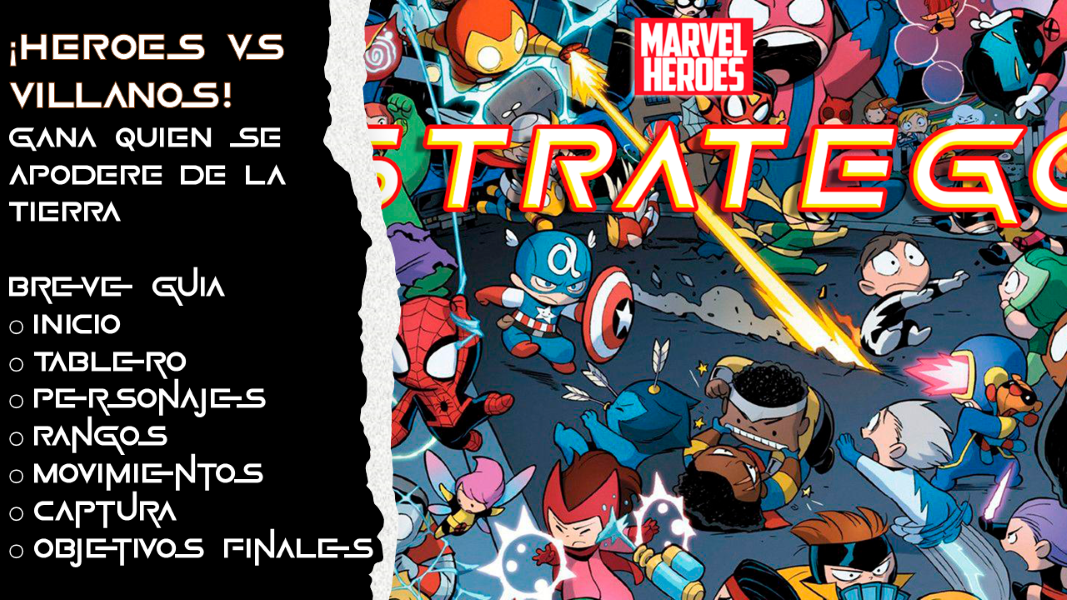 ¡HEROES VS
VILLANOS!
GANA QUIEN SE
APODERE DE LA
TIERRA
BREVE GUIA
○ INICIO
○ TABLERO
○ PERSONAJES
○ RANGOS
○ MOVIMIENTOS
○ CAPTURA
○ OBJETIVOS FINALES
MARVEL
HEROES
STRATEGO